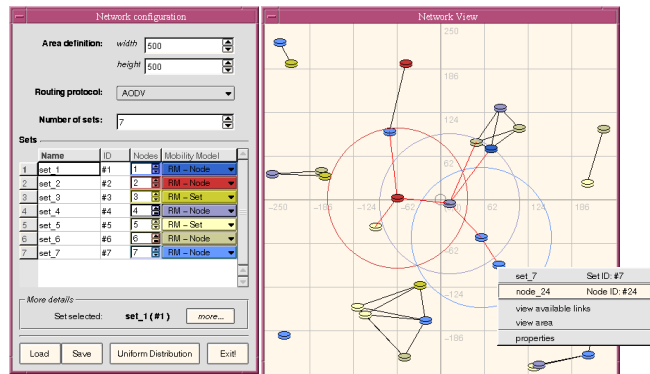 Network configuration
Area definition: width 500
height 500
Routing protocol: AODV
Number of sets: 7
Sets
Name ID Nodes Mobility Model
1 set_1 #1 1 RM - Node
2 set_2 #2 2 RM - Node
3 set_3 #3 3 RM - Set
4 set_4 #4 4 RM - Node
5 set_5 #5 5 RM - Set
6 set_6 #6 6 RM - Node
7 set_7 #7 7 RM - Node
More details
Set selected: set_1 (#1) more...
Load Save Uniform Distribution Exit!
Network View
250
186
124
62
-250 -186 -124 -62 62 124 186
-62
-124
-186
set_7 Set ID: #7
node_24 Node ID: #24
view available links
view area
properties